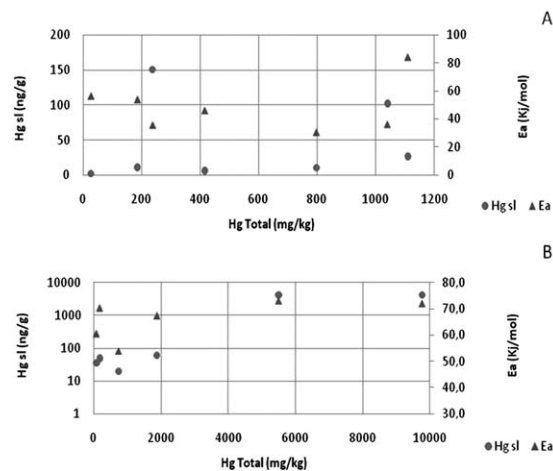 A
200
150
100
50
0
Hg sl (ng/g)
100
80
60
40
20
0
Ea (Kj/mol)
0 200 400 600 800 1000 1200
Hg Total (mg/kg)
Hg sl Ea
B
10000
1000
100
10
1
Hg sl (ng/g)
80,0
70,0
60,0
50,0
40,0
30,0
Ea (Kj/mol)
0 2000 4000 6000 8000 10000
Hg Total (mg/kg)
Hg sl Ea